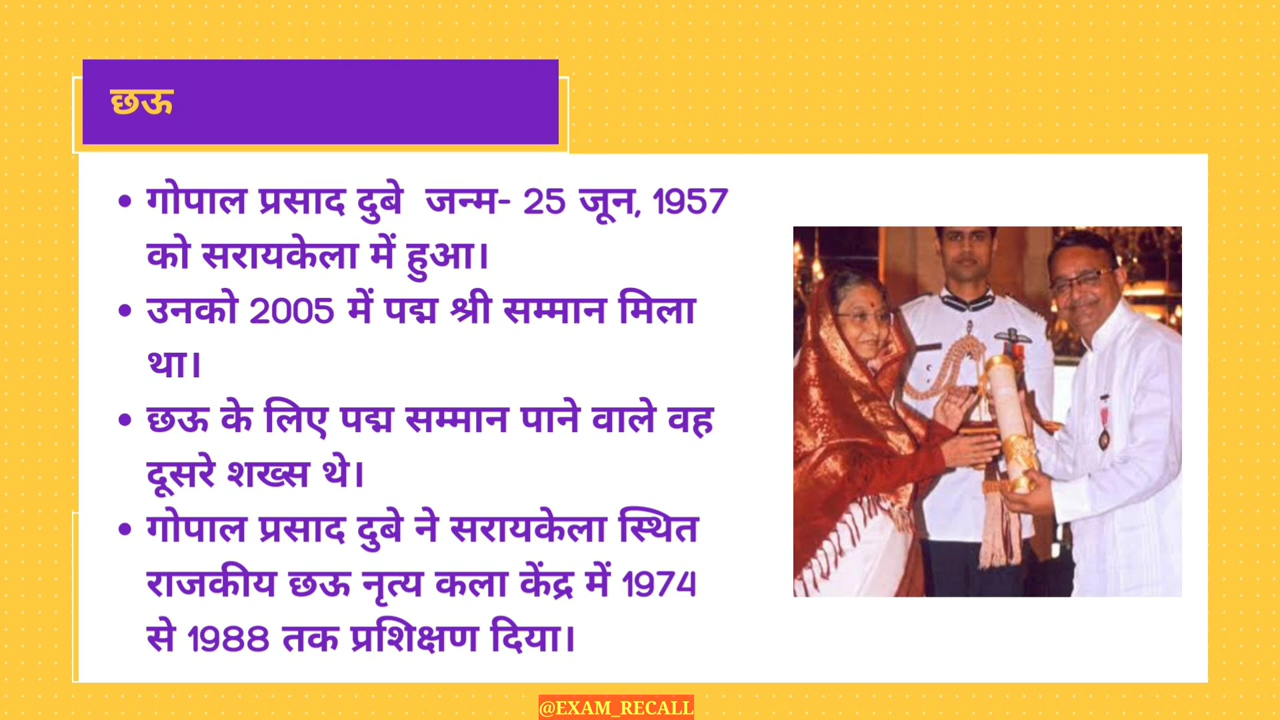 छऊ
• गोपाल प्रसाद दुबे जन्म- 25 जून, 1957
को सरायकेला में हुआ।
• उनको 2005 में पद्म श्री सम्मान मिला
था।
• छऊ के लिए पद्म सम्मान पाने वाले वह
दूसरे शख्स थे।
• गोपाल प्रसाद दुबे ने सरायकेला स्थित
राजकीय छऊ नृत्य कला केंद्र में 1974
से 1988 तक प्रशिक्षण दिया।
@EXAM_RECALL